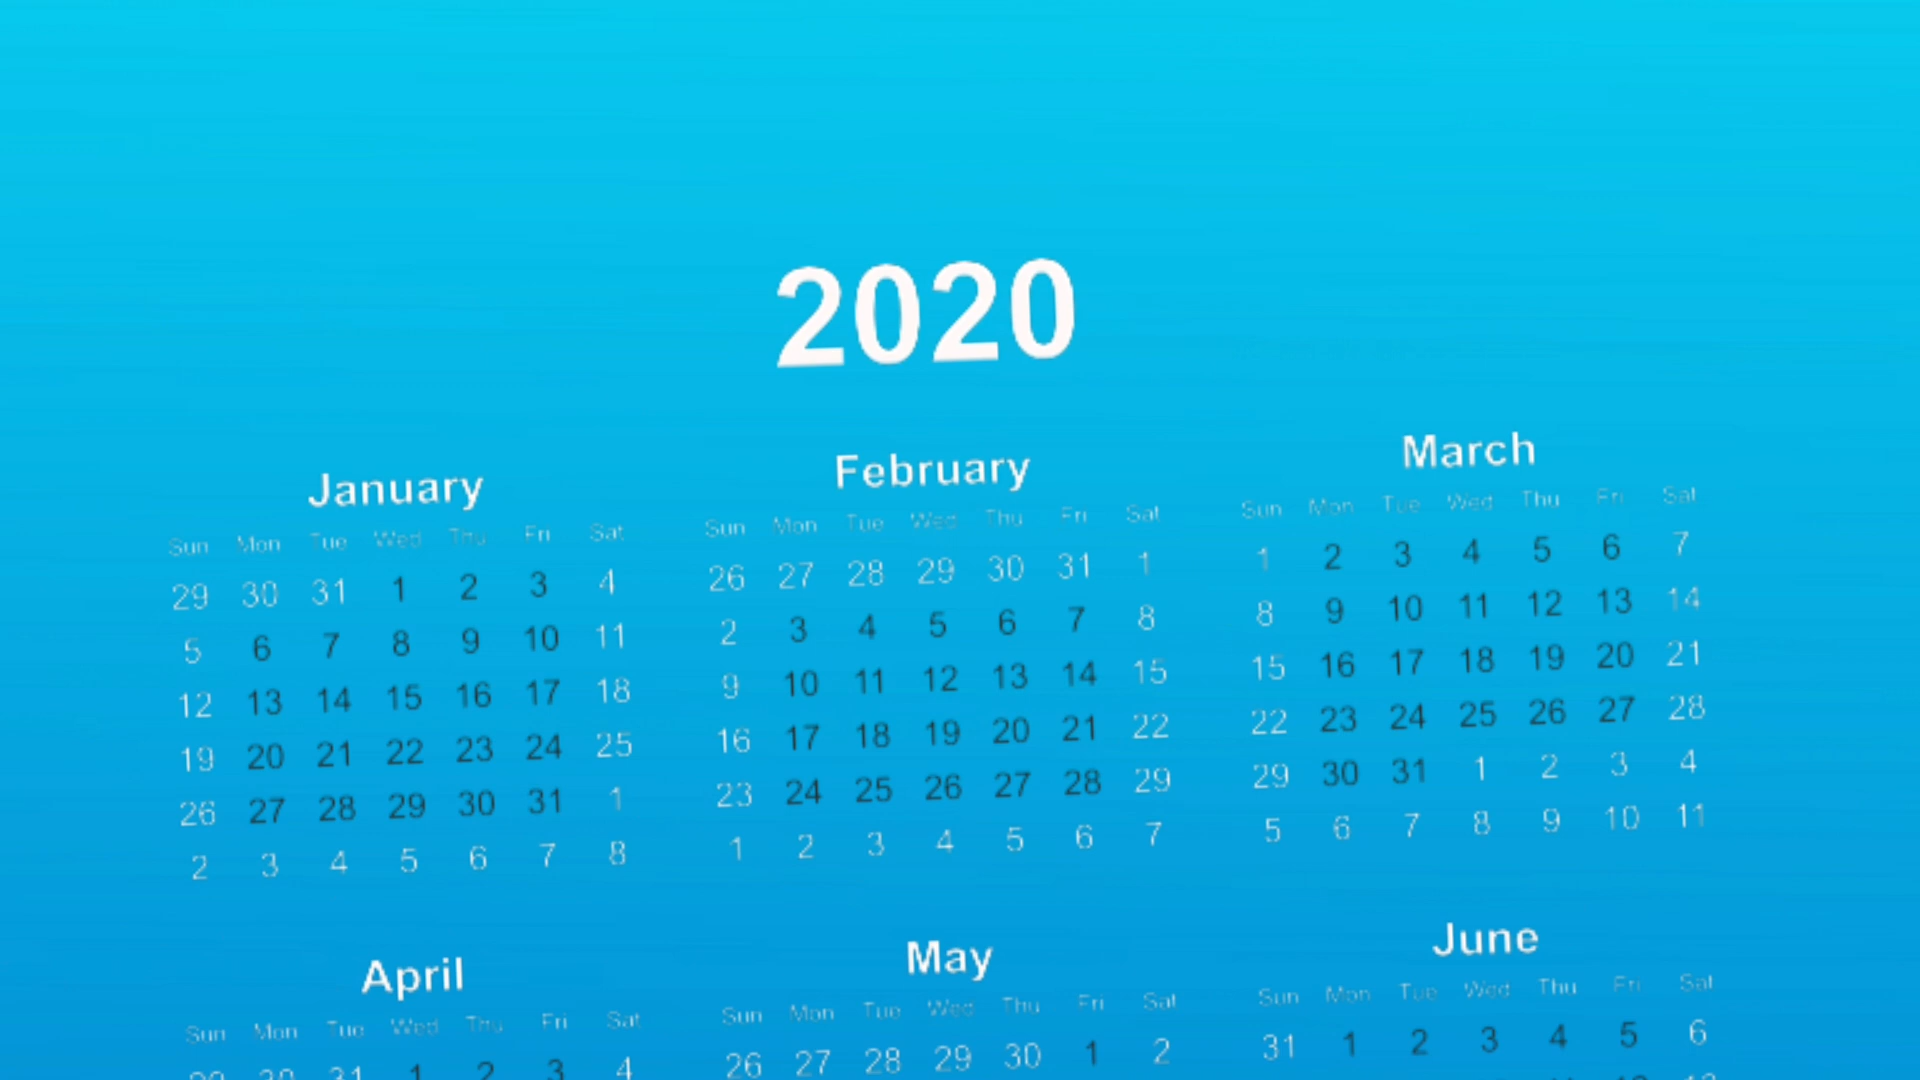 2020
January
Sun Mon Tue Wed Thu Fri Sat
29 30 31 1 2 3 4
5 6 7 8 9 10 11
12 13 14 15 16 17 18
19 20 21 22 23 24 25
26 27 28 29 30 31 1
2 3 4 5 6 7 8
February
Sun Mon Tue Wed Thu Fri Sat
26 27 28 29 30 31 1
2 3 4 5 6 7 8
9 10 11 12 13 14 15
16 17 18 19 20 21 22
23 24 25 26 27 28 29
1 2 3 4 5 6 7
March
Sun Mon Tue Wed Thu Fri Sat
1 2 3 4 5 6 7
8 9 10 11 12 13 14
15 16 17 18 19 20 21
22 23 24 25 26 27 28
29 30 31 1 2 3 4
5 6 7 8 9 10 11
April
Sun Mon Tue Wed Thu Fri Sat
29 30 31 1 2 3 4
May
Sun Mon Tue Wed Thu Fri Sat
26 27 28 29 30 1 2
June
Sun Mon Tue Wed Thu Fri Sat
31 1 2 3 4 5 6